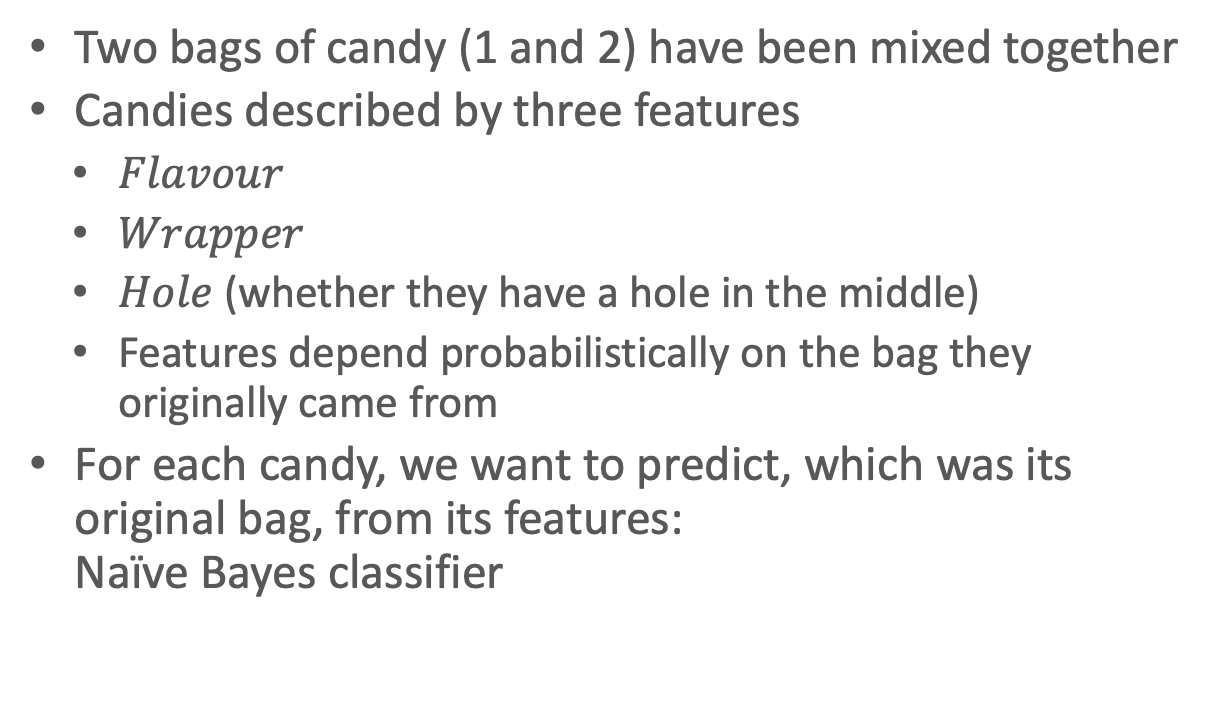 • Two bags of candy (1 and 2) have been mixed together
• Candies described by three features
• Flavour
• Wrapper
• Hole (whether they have a hole in the middle)
• Features depend probabilistically on the bag they
originally came from
• For each candy, we want to predict, which was its
original bag, from its features:
Naïve Bayes classifier